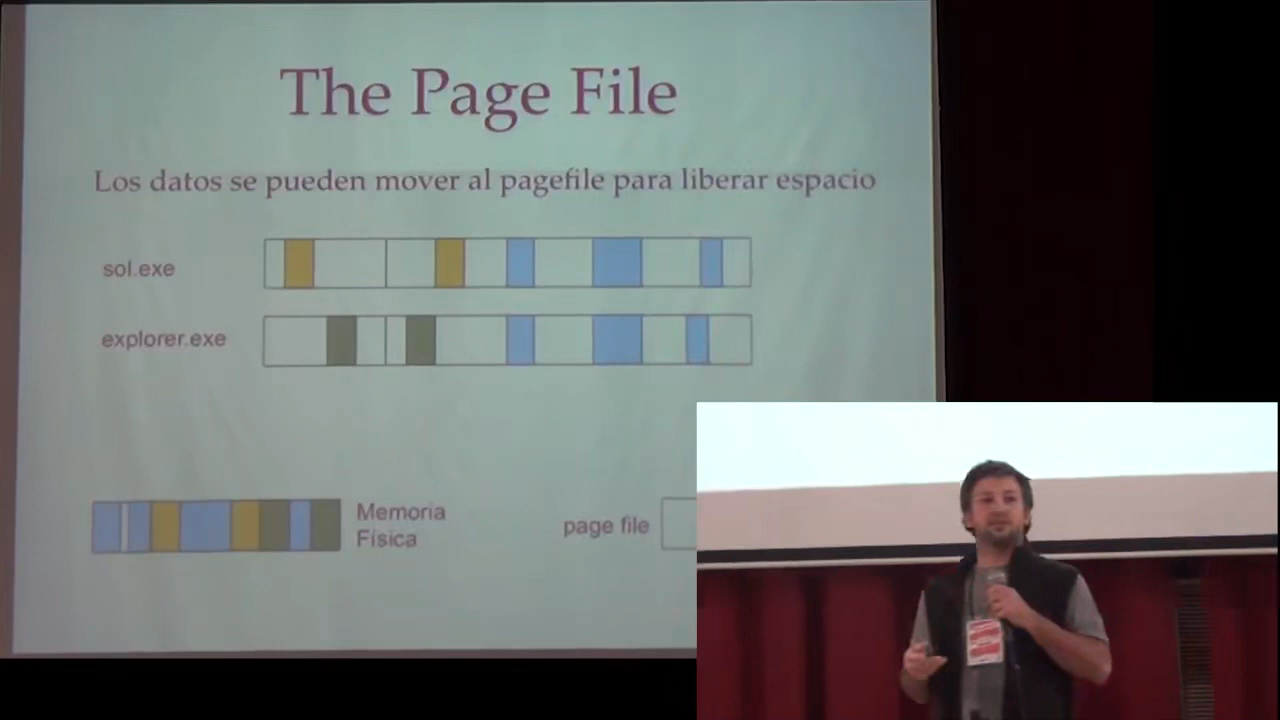 The Page File
Los datos se pueden mover al pagefile para liberar espacio
sol.exe
explorer.exe
Memoria
Física
page file